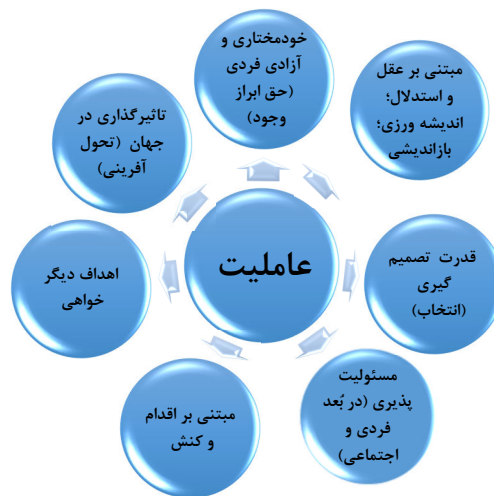 خودمختاری و
آزادی فردی
(حق ابراز
وجود)
مبتنی بر عقل
و استدلال؛
اندیشه ورزی؛
بازاندیشی
قدرت تصمیم
گیری
(انتخاب)
مسئولیت
پذیری (در بُعد
فردی و
اجتماعی)
مبتنی بر اقدام
و کنش
اهداف دیگر
خواهی
تاثیرگذاری در
جهان (تحول
آفرینی)
عاملیت